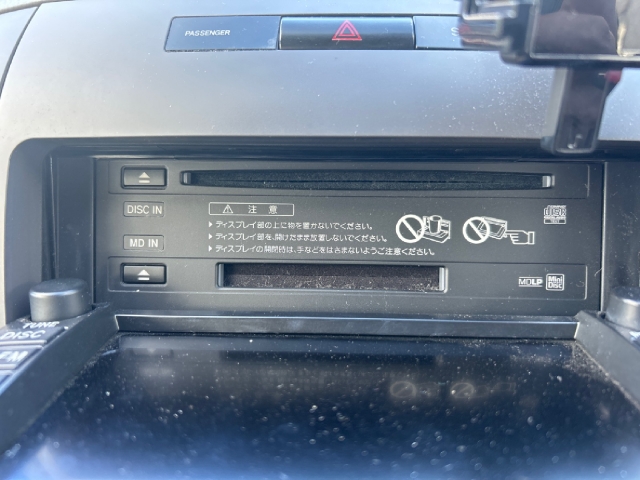 PASSENGER
DISC IN
MD IN
注意
▶ディスプレイ部の上に物を置かないでください。
▶ディスプレイ部を、開けたまま放置しないでください。
▶ディスプレイの開閉時は、手などをはさまないようご注意ください。
disc
MDLP
Mini
Disc
TUNE
DISC
FM